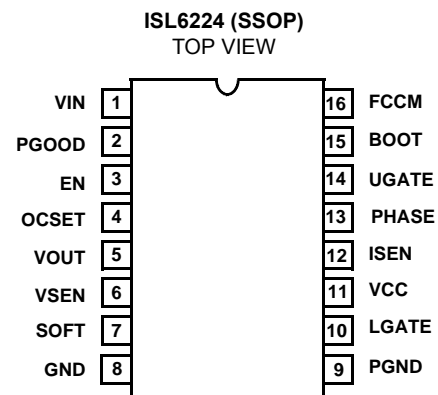 ISL6224 (SSOP)
TOP VIEW
VIN 1 16 FCCM
PGOOD 2 15 BOOT
EN 3 14 UGATE
OCSET 4 13 PHASE
VOUT 5 12 ISEN
VSEN 6 11 VCC
SOFT 7 10 LGATE
GND 8 9 PGND